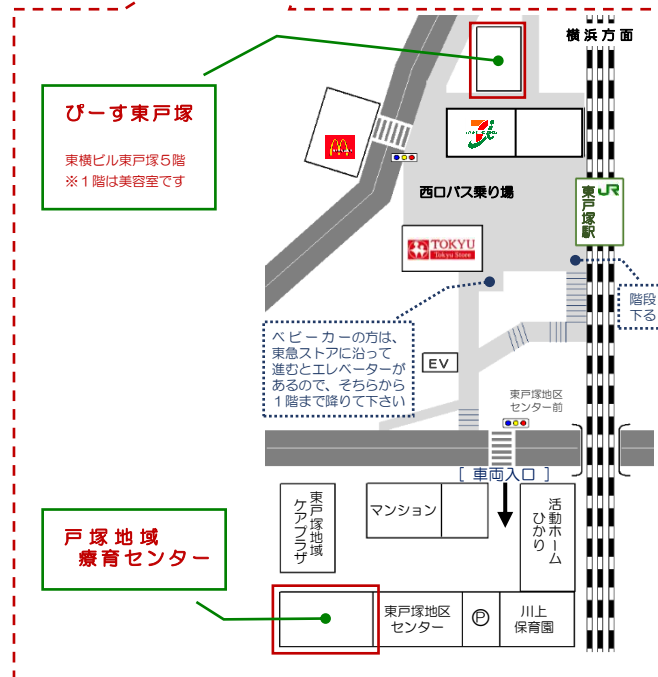 横浜方面
ぴーす東戸塚
東横ビル東戸塚5階
※1階は美容室です
西口バス乗り場
JR
東戸塚駅
TOKYU
Tokyu Store
階段
下る
ベビーカーの方は、
東急ストアに沿って
進むとエレベーターが
あるので、そちらから
1階まで降りて下さい
EV
東戸塚地区
センター前
[ 車両入口 ]
東戸塚地域
ケアプラザ
マンション
活動ホーム
ひかり
戸塚地域
療育センター
東戸塚地区
センター
P
川上
保育園